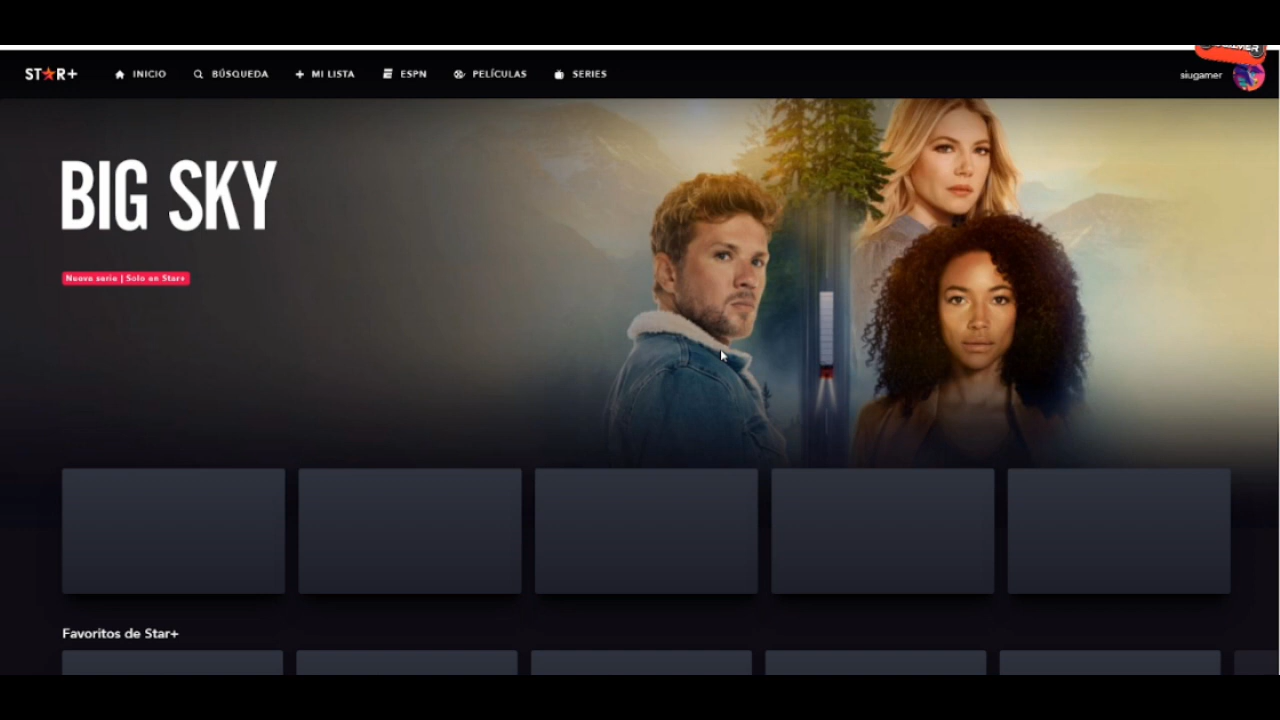 ST★R+ INICIO BÚSQUEDA MI LISTA ESPN PELÍCULAS SERIES siugamer
BIG SKY
Nueva serie | Solo en Star+
Favoritos de Star+